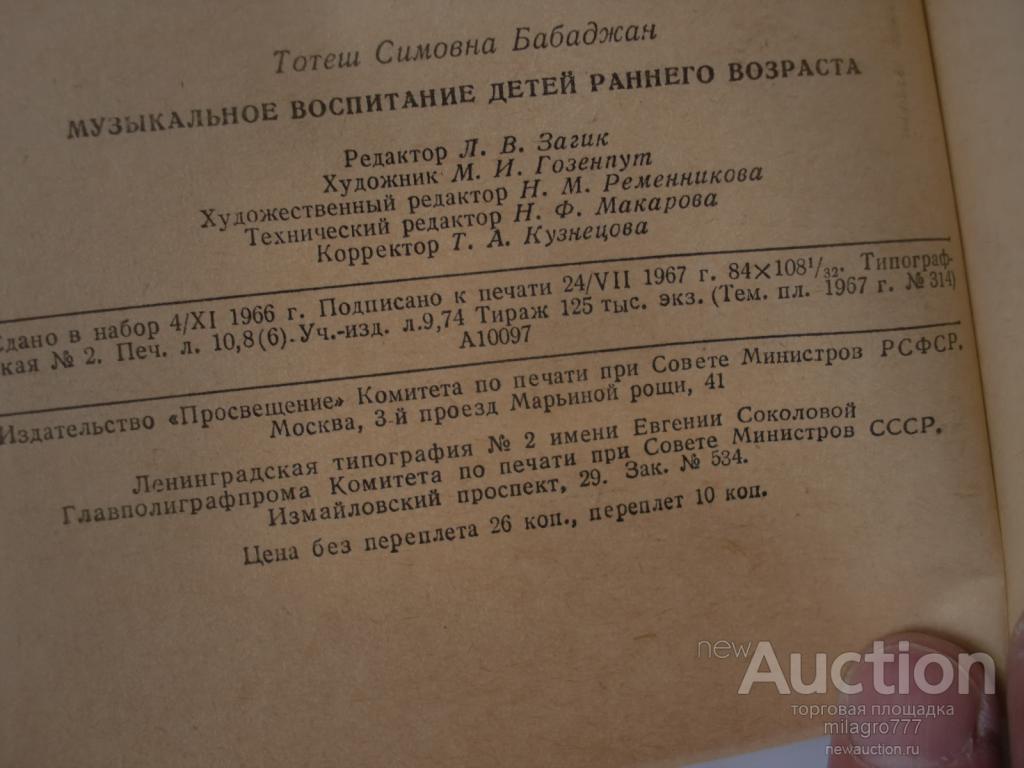 Тотеш Симовна Бабаджан
МУЗЫКАЛЬНОЕ ВОСПИТАНИЕ ДЕТЕЙ РАННЕГО ВОЗРАСТА
Редактор Л. В. Загик
Художник М. И. Гозенпут
Художественный редактор Н. М. Ременникова
Технический редактор Н. Ф. Макарова
Корректор Т. А. Кузнецова
Сдано в набор 4/XI 1966 г. Подписано к печати 24/VII 1967 г. 84×108¹/₃₂. Типограф-
кая № 2. Печ. л. 10,8(6). Уч.-изд. л.9,74 Тираж 125 тыс. экз. (Тем. пл. 1967 г. № 314)
А10097
Издательство «Просвещение» Комитета по печати при Совете Министров РСФСР.
Москва, 3-й проезд Марьиной рощи, 41
Ленинградская типография № 2 имени Евгении Соколовой
Главполиграфпрома Комитета по печати при Совете Министров СССР.
Измайловский проспект, 29. Зак. № 534.
Цена без переплета 26 коп., переплет 10 коп.
newAuction
торговая площадка
milagro777
newauction.ru